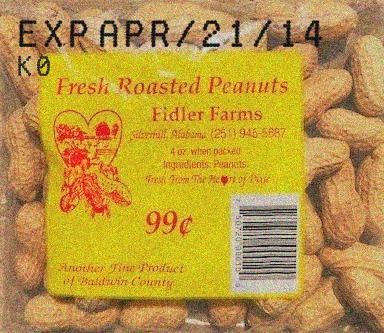 EXP APR/21/14
K0
Fresh Roasted Peanuts
Fidler Farms
Silverhill, Alabama (251) 945-5687
4 oz. when packed
Ingredients: Peanuts
Fresh From The Heart of Dixie
99¢
Another Fine Product
of Baldwin County